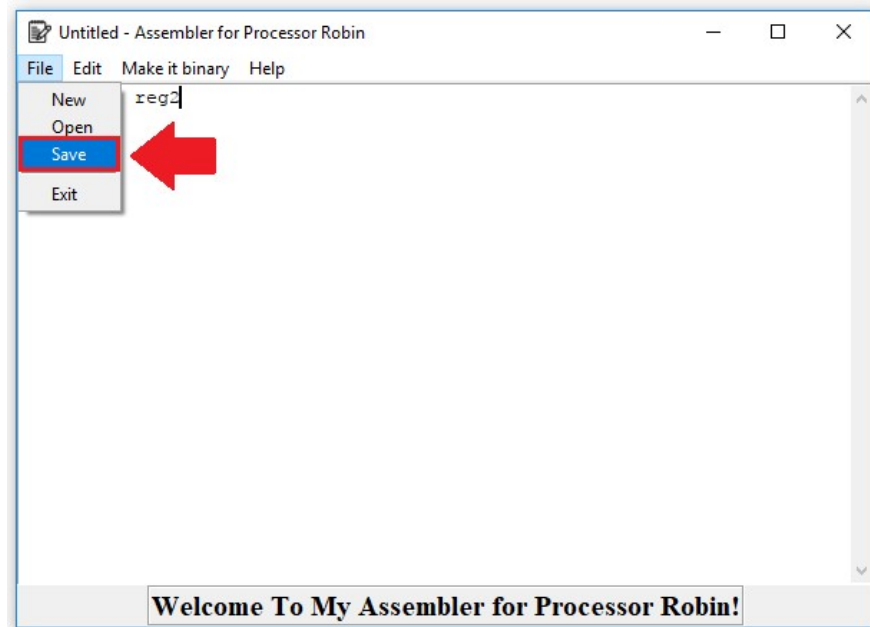 Untitled - Assembler for Processor Robin
File Edit Make it binary Help
reg2
New
Open
Save
Exit
Welcome To My Assembler for Processor Robin!